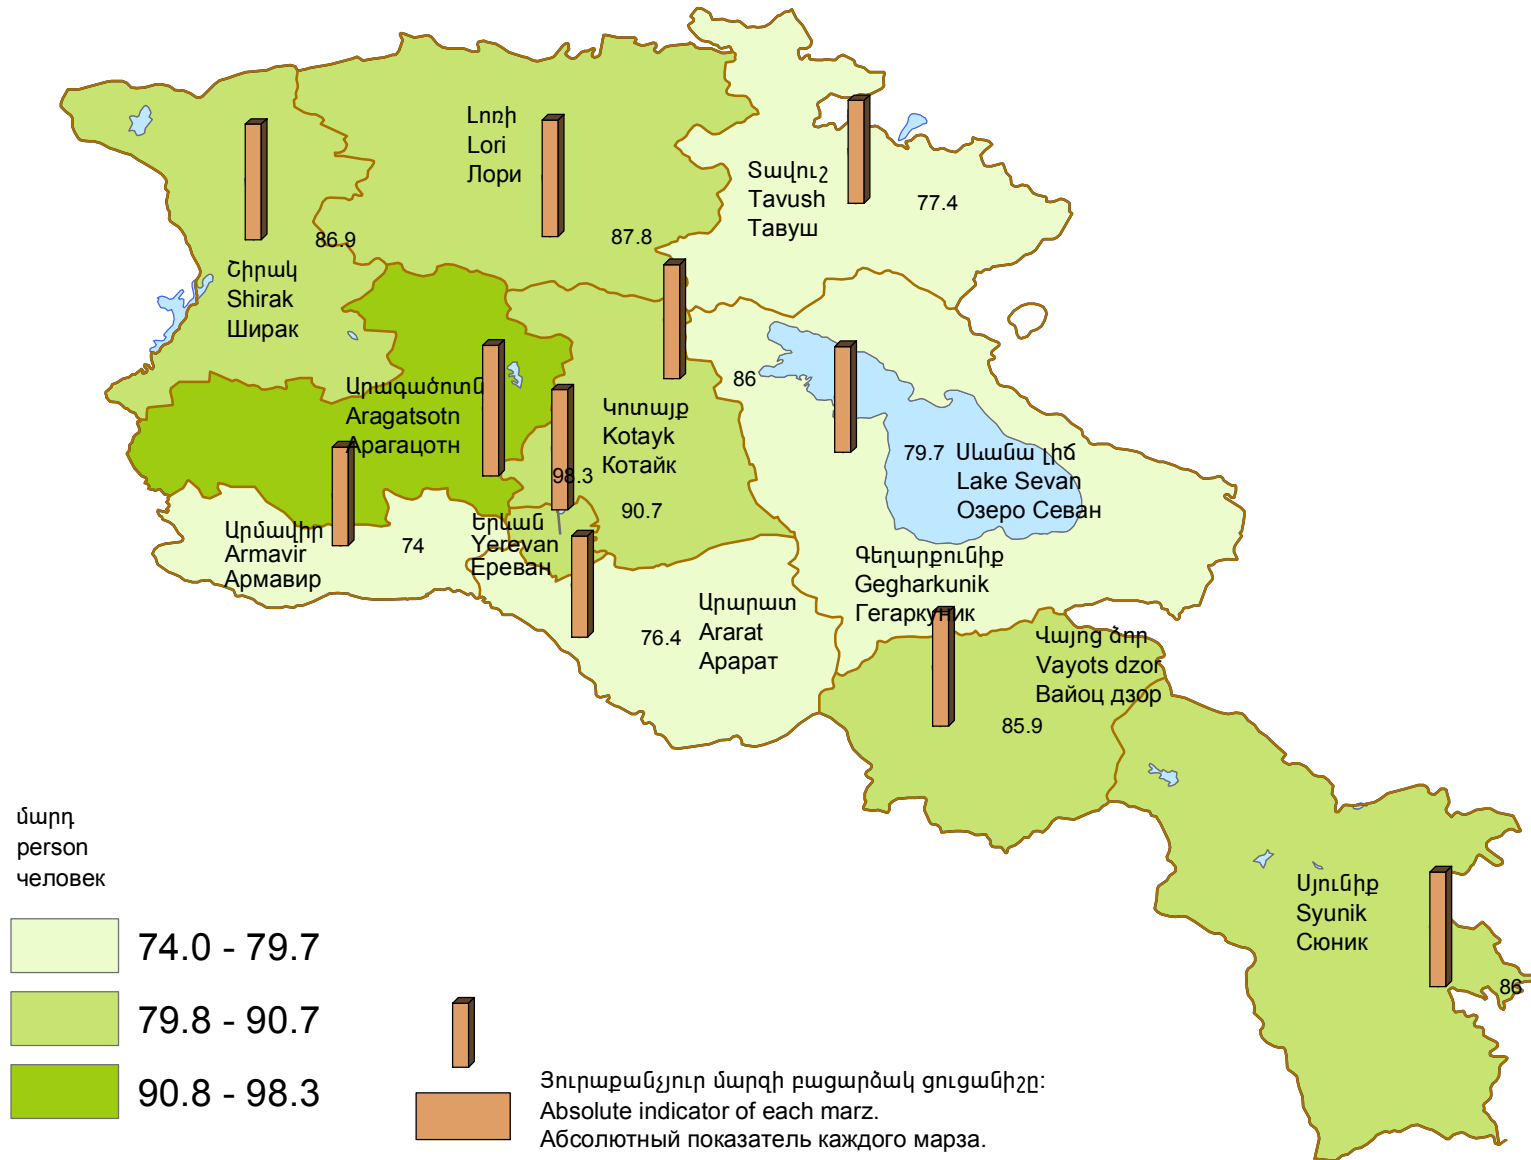 Լոռի
Lori
Лори
Տավուշ
Tavush
Тавуш
77.4
86.9
87.8
Շիրակ
Shirak
Ширак
86
Արագածոտն
Aragatsotn
Арагацотн
Կոտայք
Kotayk
Котайк
98.3
90.7
79.7
Սևանա լիճ
Lake Sevan
Озеро Севан
Արմավիր
Armavir
Армавир
74
Երևան
Yerevan
Ереван
Գեղարքունիք
Gegharkunik
Гегаркуник
76.4
Արարատ
Ararat
Арарат
Վայոց ձոր
Vayots dzor
Вайоц дзор
85.9
Սյունիք
Syunik
Сюник
86
մարդ
person
человек
74.0 - 79.7
79.8 - 90.7
90.8 - 98.3
Յուրաքանչյուր մարզի բացարձակ ցուցանիշը:
Absolute indicator of each marz.
Абсолютный показатель каждого марза.